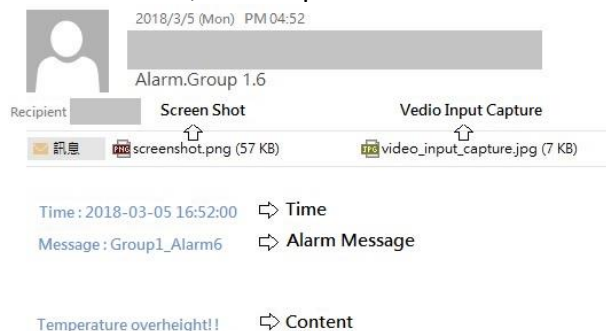 2018/3/5 (Mon) PM 04:52
Alarm.Group 1.6
Recipient
Screen Shot Vedio Input Capture
訊息 screenshot.png (57 KB) video_input_capture.jpg (7 KB)
Time : 2018-03-05 16:52:00 Time
Message : Group1_Alarm6 Alarm Message
Temperature overheight!! Content